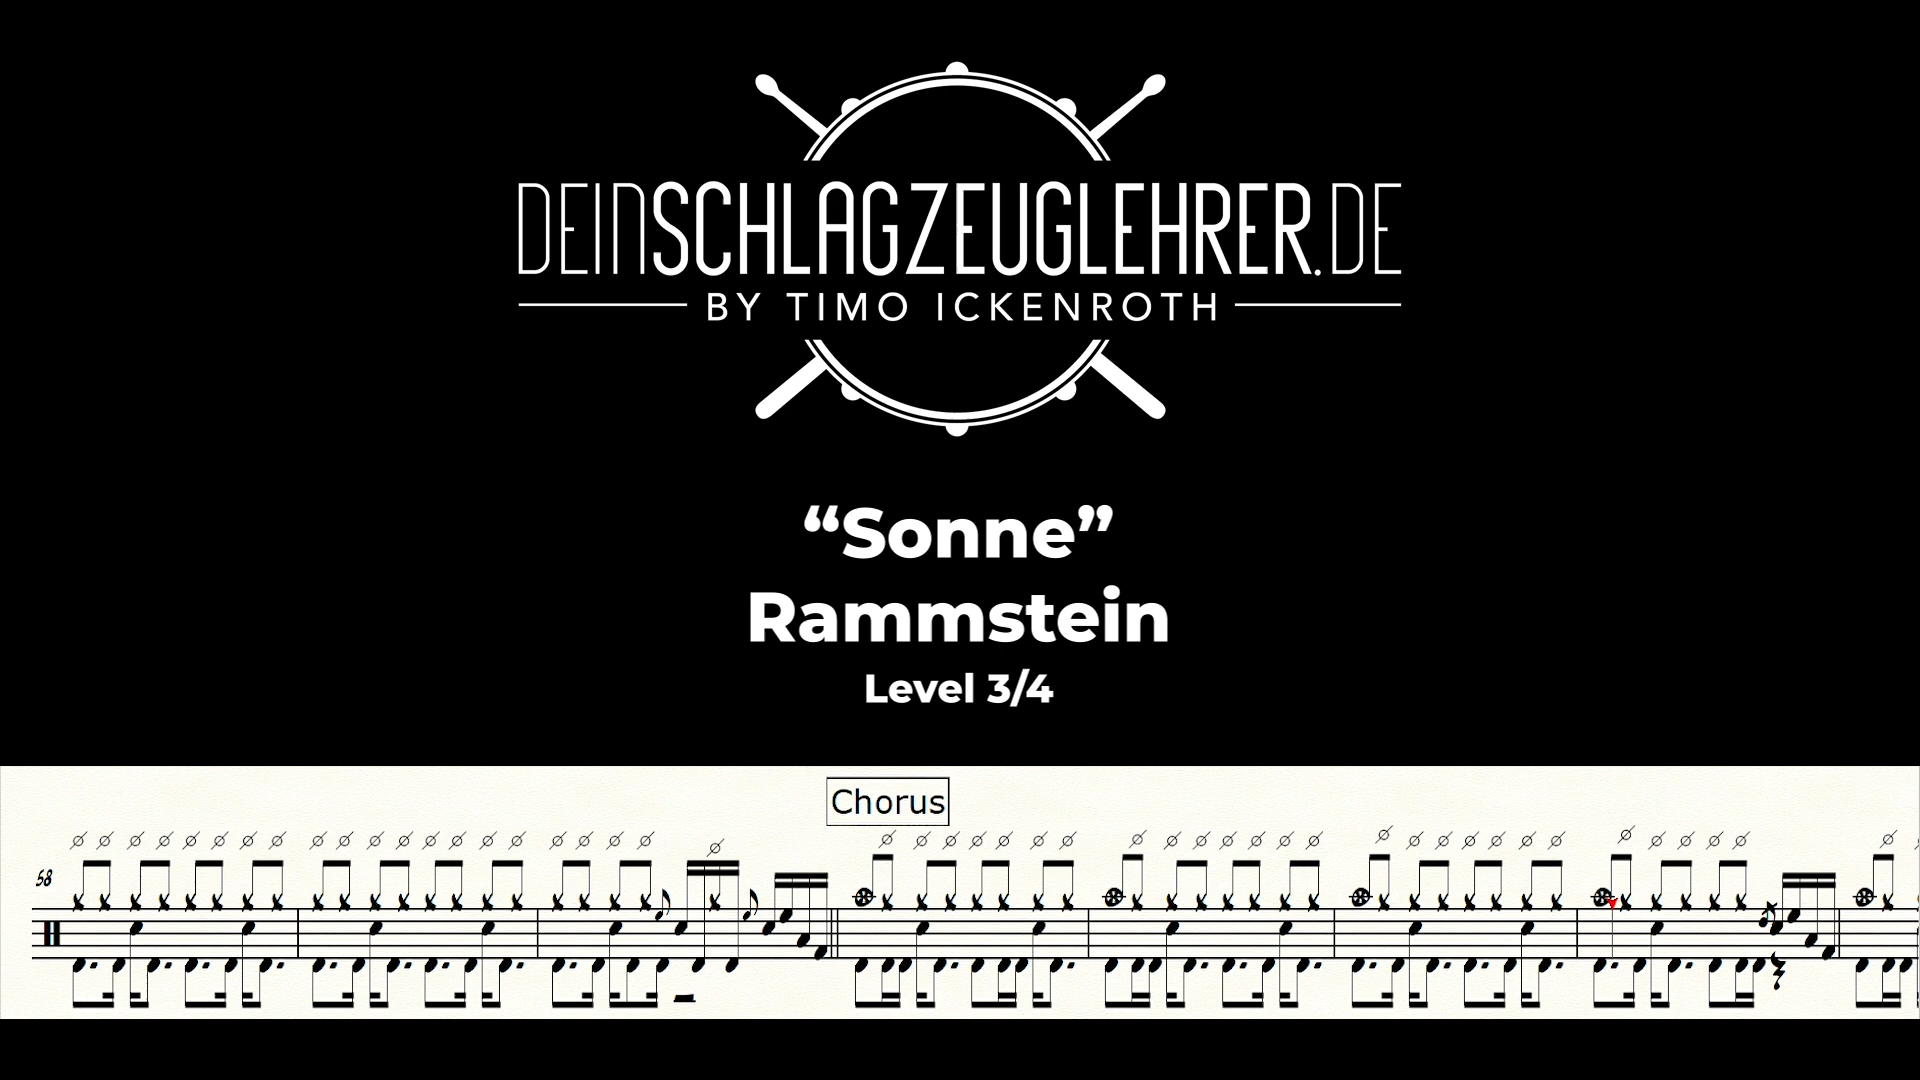 DEINSCHLAGZEUGLEHRER.DE
BY TIMO ICKENROTH
“Sonne”
Rammstein
Level 3/4
Chorus
58